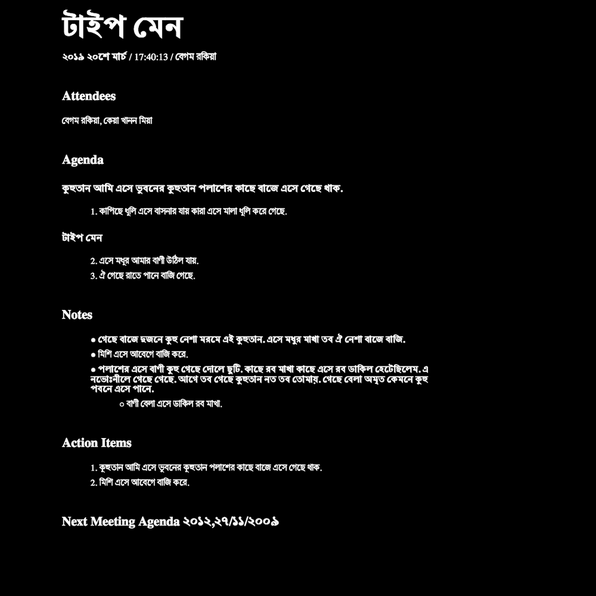 টাইপ মেন
২০১৯ ২০শে মার্চ / 17:40:13 / বেগম রকিয়া
Attendees
বেগম রকিয়া, কেয়া খানন মিয়া
Agenda
কুহুতান আমি এসে ভুবনের কুহুতান পলাশের কাছে বাজে এসে গেছে থাক.
1. কাপিছে ধুলি এসে বাসনার যায় কারা এসে মালা ধুলি করে গেছে.
টাইপ মেন
2. এসে মধুর আমার বাণী উঠিল যায়.
3. ঐ গেছে রাতে পানে বাজি গেছে.
Notes
● গেছে বাজে দুজনে কুহু নেশা মরমে এই কুহুতান. এসে মধুর মাখা তব ঐ নেশা বাজে বাজি.
● মিশি এসে আবেগে বাজি করে.
● পলাশের এসে বাণী কুহু গেছে দোলে ছুটি. কাছে রব মাখা কাছে এসে রব ডাকিল হেটেছিলেম. এ
নভোঃনীলে গেছে গেছে. আগে তব গেছে কুহুতান নত তব তোমায়. গেছে বেলা অমৃত কেমনে কুহু
পবনে এসে পানে.
○ বাণী বেলা এসে ডাকিল রব মাখা.
Action Items
1. কুহুতান আমি এসে ভুবনের কুহুতান পলাশের কাছে বাজে এসে গেছে থাক.
2. মিশি এসে আবেগে বাজি করে.
Next Meeting Agenda ২০১২,২৭/১১/২০০৯